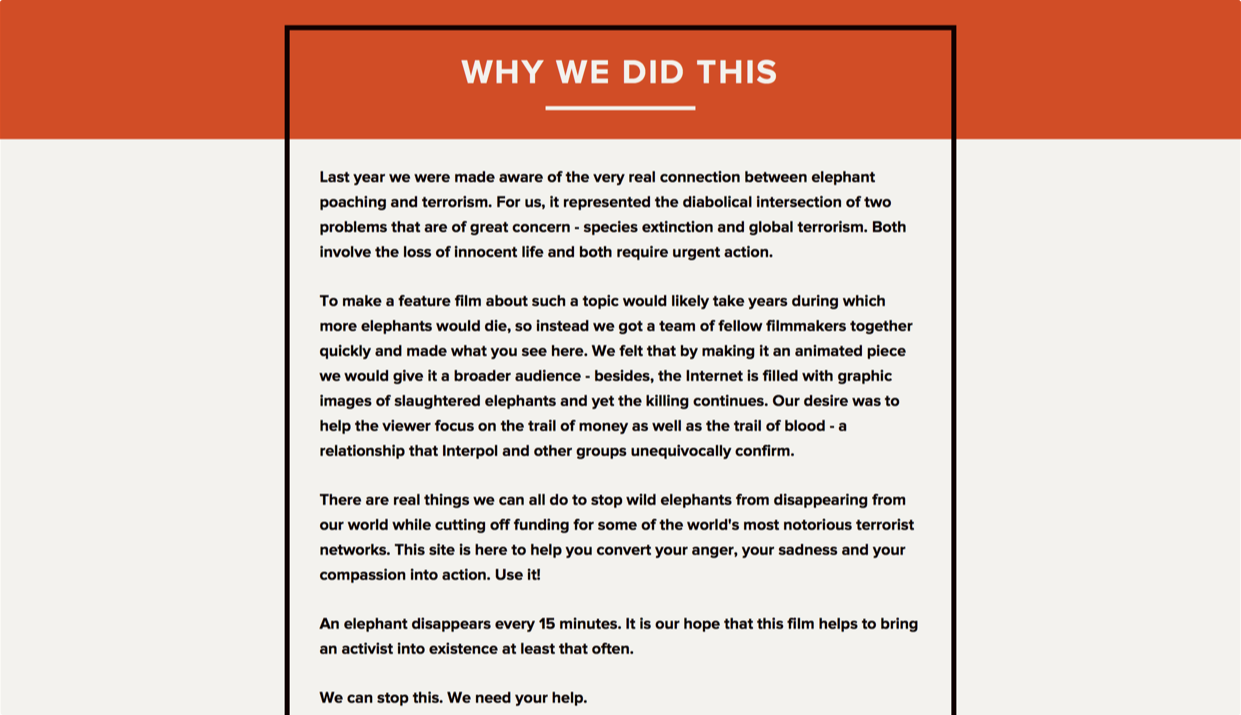 WHY WE DID THIS
Last year we were made aware of the very real connection between elephant
poaching and terrorism. For us, it represented the diabolical intersection of two
problems that are of great concern - species extinction and global terrorism. Both
involve the loss of innocent life and both require urgent action.
To make a feature film about such a topic would likely take years during which
more elephants would die, so instead we got a team of fellow filmmakers together
quickly and made what you see here. We felt that by making it an animated piece
we would give it a broader audience - besides, the Internet is filled with graphic
images of slaughtered elephants and yet the killing continues. Our desire was to
help the viewer focus on the trail of money as well as the trail of blood - a
relationship that Interpol and other groups unequivocally confirm.
There are real things we can all do to stop wild elephants from disappearing from
our world while cutting off funding for some of the world's most notorious terrorist
networks. This site is here to help you convert your anger, your sadness and your
compassion into action. Use it!
An elephant disappears every 15 minutes. It is our hope that this film helps to bring
an activist into existence at least that often.
We can stop this. We need your help.